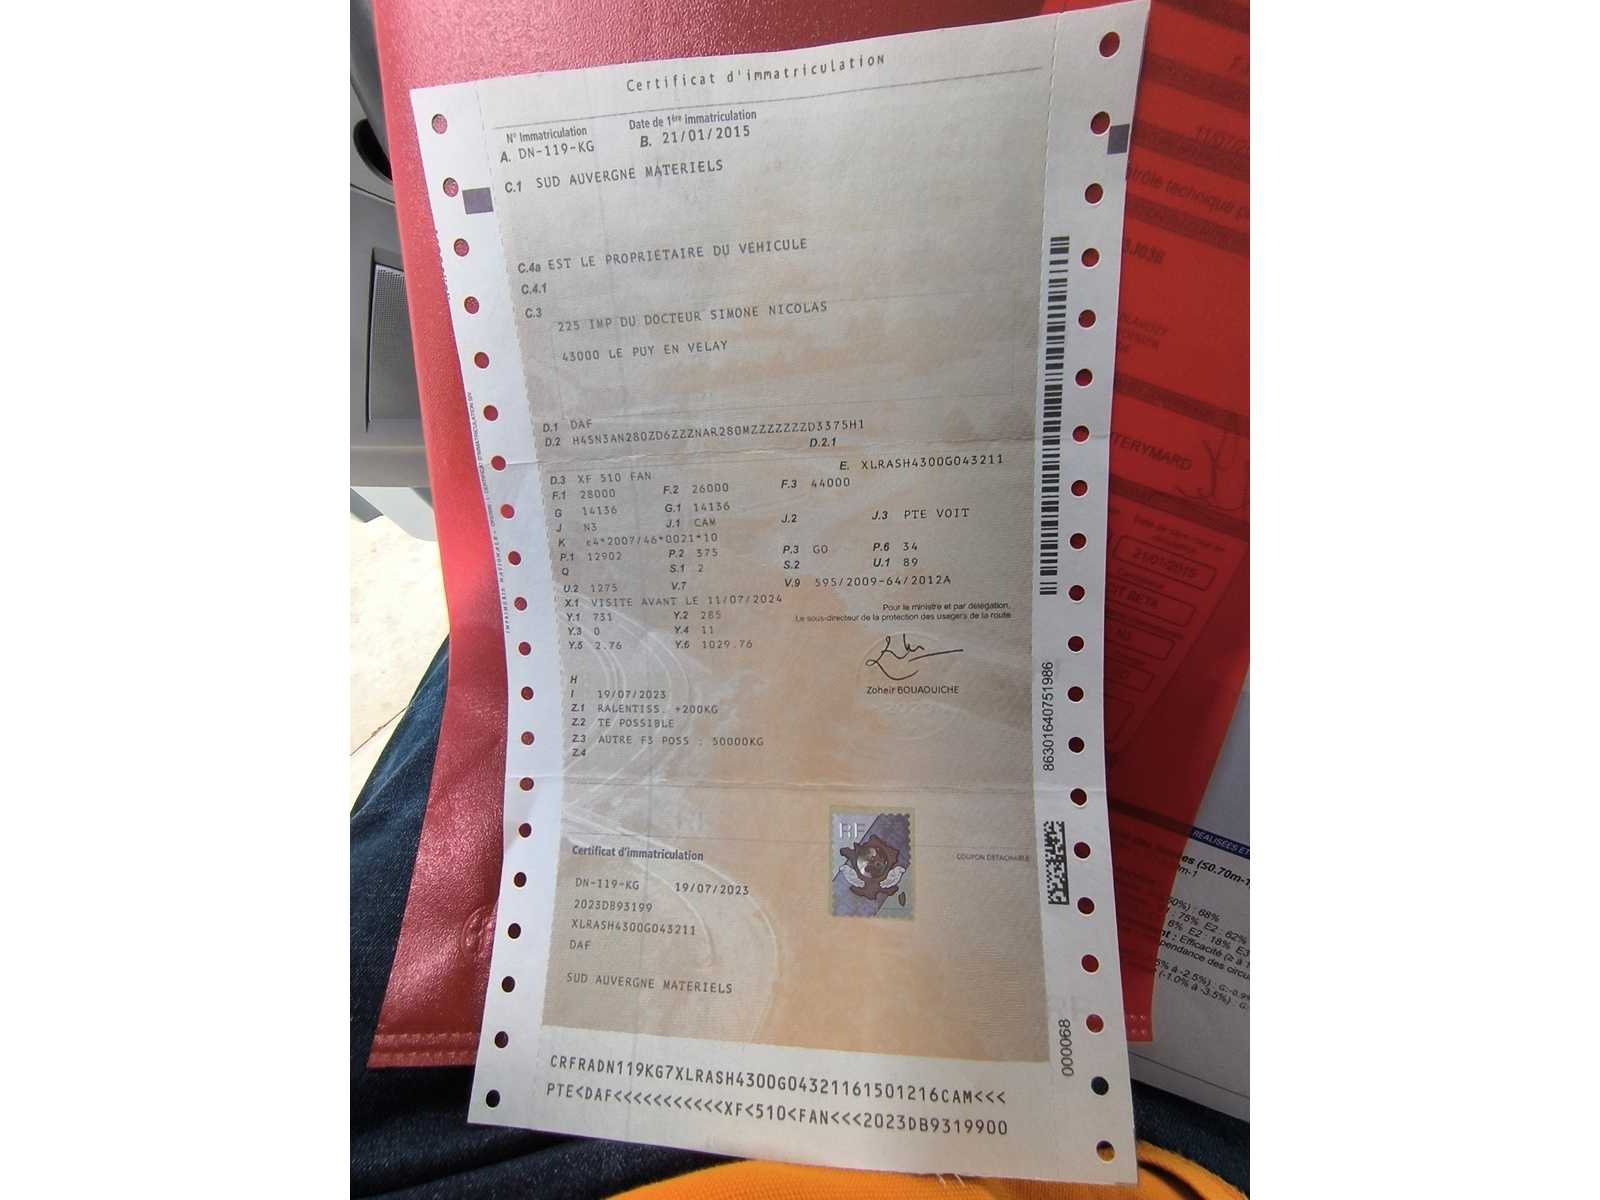 Certificat d'immatriculation
N° Immatriculation
Date de 1ère immatriculation
A. DN-119-KG
B. 21/01/2015
C.1 SUD AUVERGNE MATERIELS
C.4a EST LE PROPRIETAIRE DU VEHICULE
C.4.1
C.3
225 IMP DU DOCTEUR SIMONE NICOLAS
43000 LE PUY EN VELAY
D.1 DAF
D.2 H4SN3AN280ZD6ZZZNAR280MZZZZZZZD3375H1
D.2.1
E. XLRASH4300G043211
D.3 XF 510 FAN
F.1 28000 F.2 26000 F.3 44000
G 14136 G.1 14136
J N3 J.1 CAM J.2 J.3 PTE VOIT
K e4*2007/46*0021*10
P.1 12902 P.2 375 P.3 GO P.6 34
Q S.1 2 S.2 U.1 89
U.2 1275 V.7 V.9 595/2009-64/2012A
X.1 VISITE AVANT LE 11/07/2024
Y.1 731 Y.2 285
Y.3 0 Y.4 11
Y.5 2.76 Y.6 1029.76
Pour le ministre et par délégation,
Le sous-directeur de la protection des usagers de la route
Zoheir BOUAOUICHE
H
I 19/07/2023
Z.1 RALENTISS. +200KG
Z.2 TE POSSIBLE
Z.3 AUTRE F3 POSS : 50000KG
Z.4
RF
Certificat d'immatriculation
COUPON DETACHABLE
DN-119-KG 19/07/2023
2023DB93199
XLRASH4300G043211
DAF
SUD AUVERGNE MATERIELS
CRFRADN119KG7XLRASH4300G04321161501216CAM<<<
PTE<DAF<<<<<<<<<<<<XF<510<FAN<<<2023DB9319900
86301640751986
000068
21/01/2015
N3